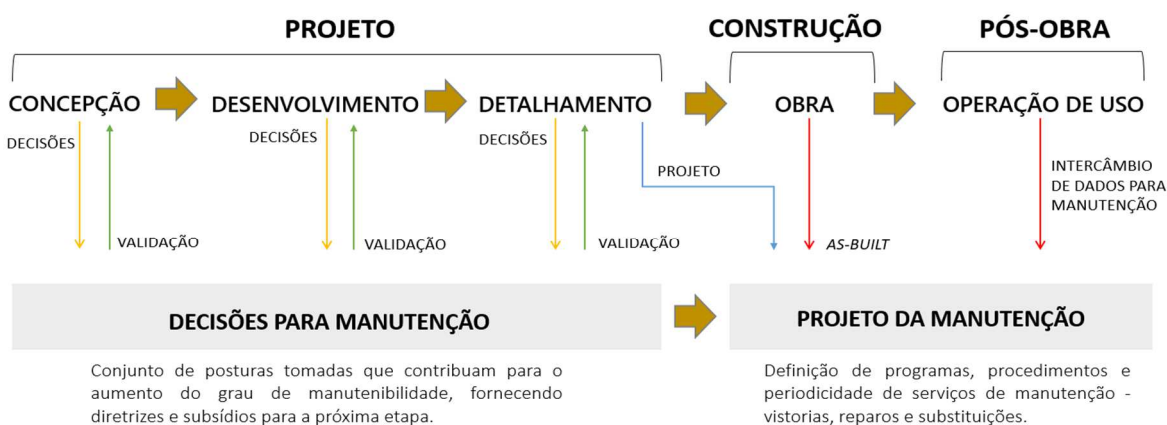 PROJETO
CONSTRUÇÃO
PÓS-OBRA
CONCEPÇÃO
DESENVOLVIMENTO
DETALHAMENTO
OBRA
OPERAÇÃO DE USO
DECISÕES
DECISÕES
DECISÕES
PROJETO
INTERCÂMBIO
DE DADOS PARA
MANUTENÇÃO
VALIDAÇÃO
VALIDAÇÃO
VALIDAÇÃO
AS-BUILT
DECISÕES PARA MANUTENÇÃO
PROJETO DA MANUTENÇÃO
Conjunto de posturas tomadas que contribuam para o
aumento do grau de manutenibilidade, fornecendo
diretrizes e subsídios para a próxima etapa.
Definição de programas, procedimentos e
periodicidade de serviços de manutenção -
vistorias, reparos e substituições.